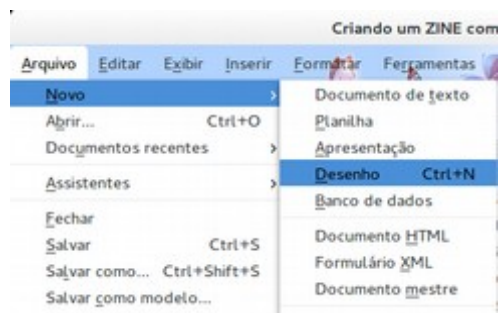 Criando um ZINE com
Arquivo Editar Exibir Inserir Formatar Ferramentas
Novo
Abrir... Ctrl+O
Documentos recentes
Assistentes
Fechar
Salvar Ctrl+S
Salvar como... Ctrl+Shift+S
Salvar como modelo...
Documento de texto
Planilha
Apresentação
Desenho Ctrl+N
Banco de dados
Documento HTML
Formulário XML
Documento mestre